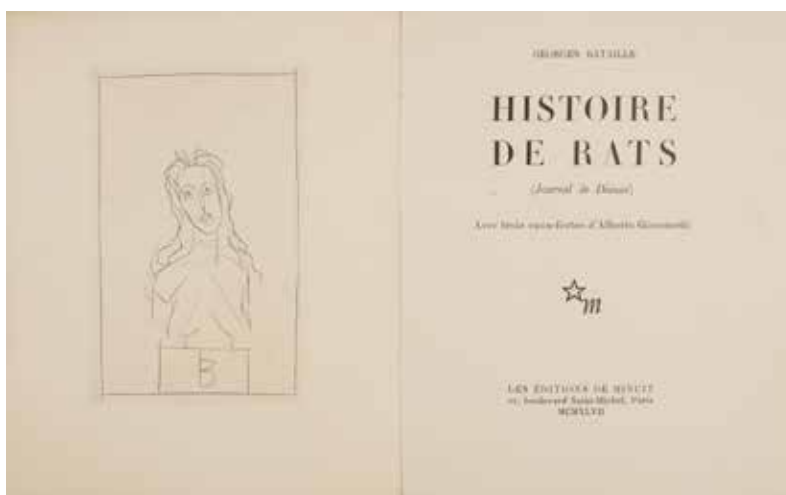 B
GEORGES BATAILLE
HISTOIRE
DE RATS
(Journal de Dianus)
Avec trois eaux-fortes d'Alberto Giacometti
m
LES ÉDITIONS DE MINUIT
boulevard Saint-Michel, Paris
MCMXLVII